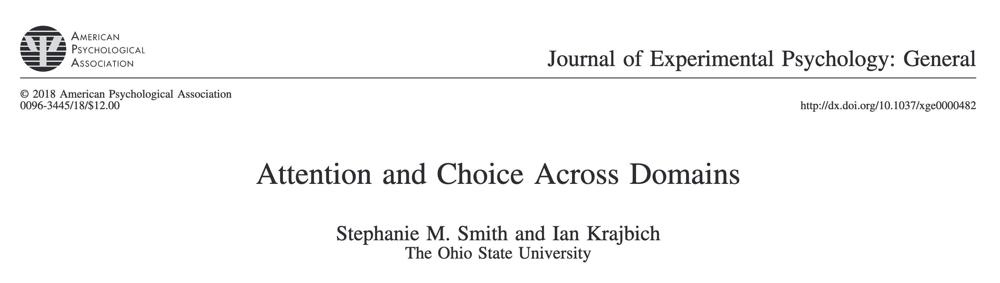 AMERICAN
PSYCHOLOGICAL
ASSOCIATION
Journal of Experimental Psychology: General
© 2018 American Psychological Association
0096-3445/18/$12.00
http://dx.doi.org/10.1037/xge0000482
Attention and Choice Across Domains
Stephanie M. Smith and Ian Krajbich
The Ohio State University